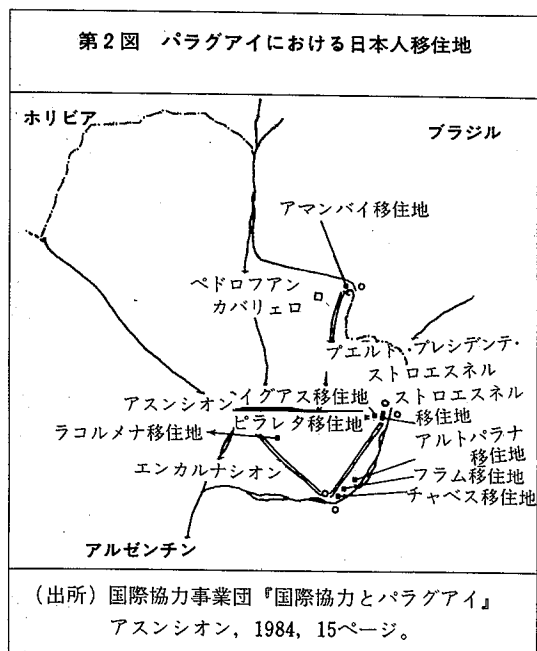 第2図 パラグアイにおける日本人移住地
ホリビア
ブラジル
アマンバイ移住地
ペドロフアン
カバリェロ
プエルト・プレシデンテ・
ストロエスネル
アスンシオン
イグアス移住地
ストロエスネル
移住地
ピラレタ移住地
ラコルメナ移住地
アルトパラナ
移住地
エンカルナシオン
フラム移住地
チャベス移住地
アルゼンチン
(出所)国際協力事業団『国際協力とパラグアイ』
アスンシオン, 1984, 15ページ。